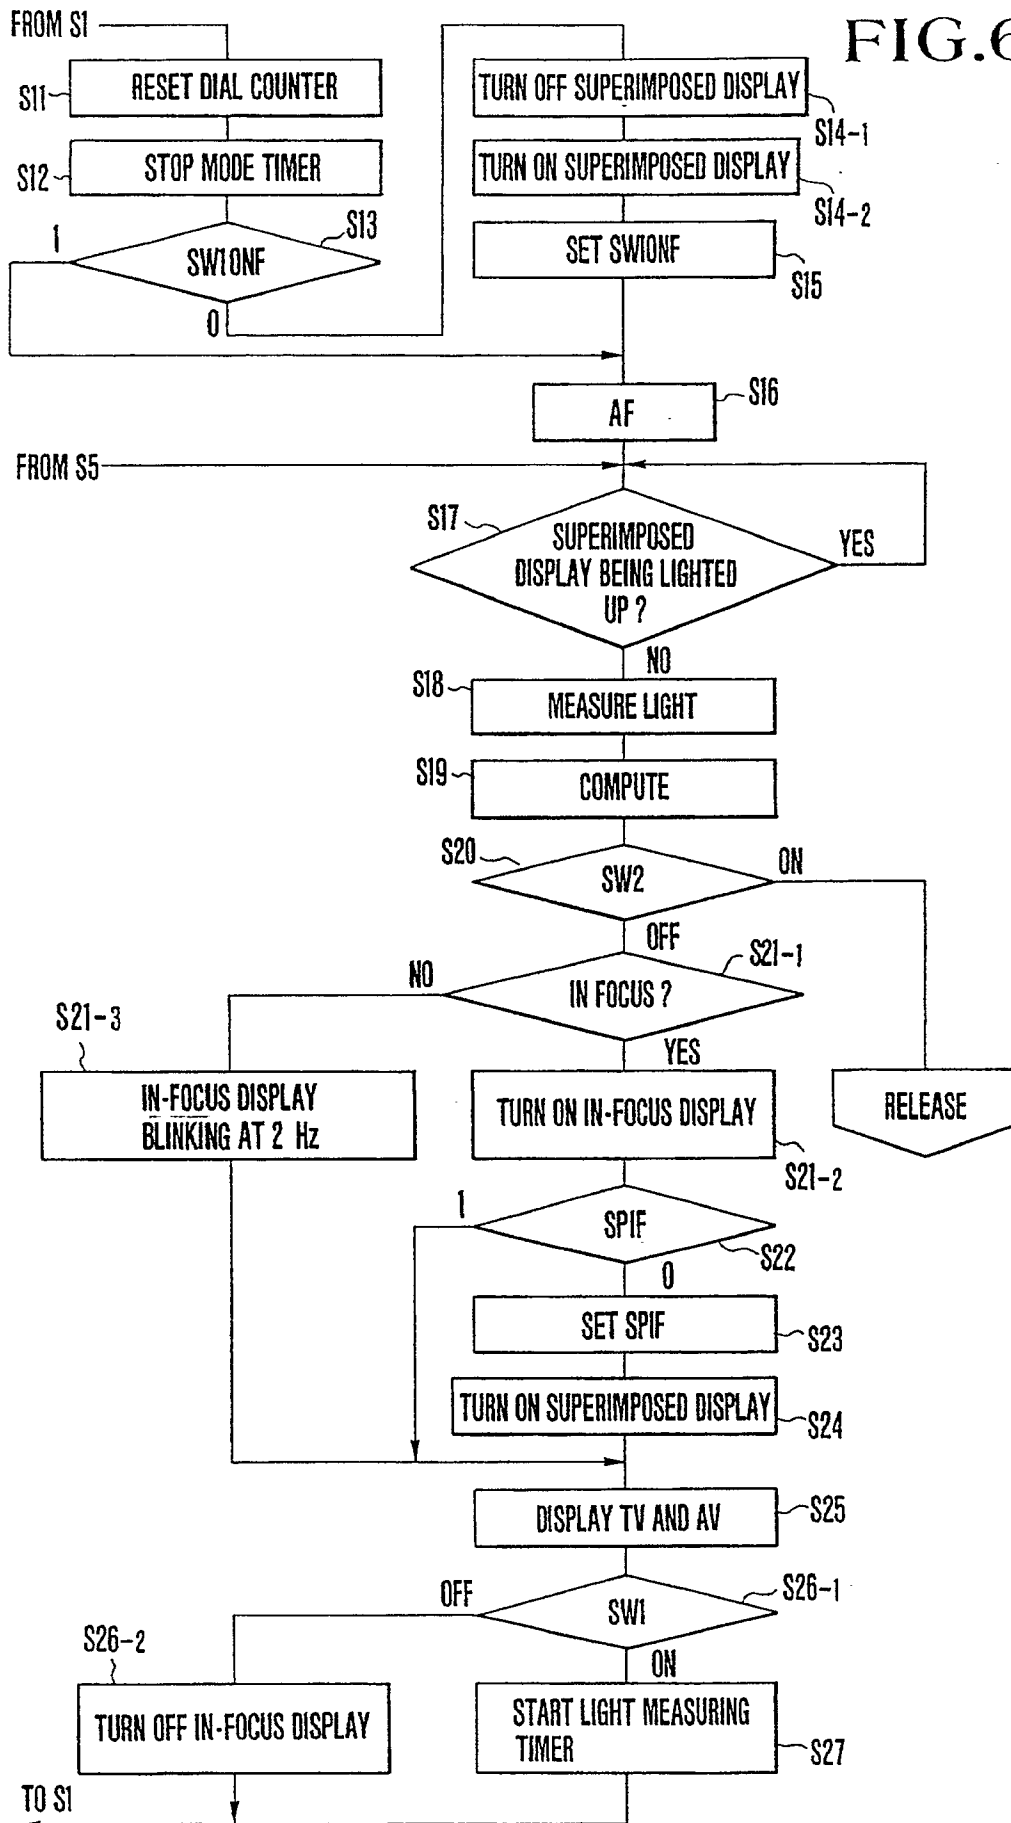 FROM S1
FIG.6
S11
RESET DIAL COUNTER
TURN OFF SUPERIMPOSED DISPLAY
S14-1
S12
STOP MODE TIMER
TURN ON SUPERIMPOSED DISPLAY
S14-2
1
S13
SW1ONF
0
SET SW1ONF
S15
AF
S16
FROM S5
S17
SUPERIMPOSED
DISPLAY BEING LIGHTED
UP ?
YES
NO
S18
MEASURE LIGHT
S19
COMPUTE
S20
SW2
ON
OFF
S21-1
NO
IN FOCUS ?
YES
S21-3
IN-FOCUS DISPLAY
BLINKING AT 2 Hz
TURN ON IN-FOCUS DISPLAY
S21-2
RELEASE
1
SPIF
S22
0
SET SPIF
S23
TURN ON SUPERIMPOSED DISPLAY
S24
DISPLAY TV AND AV
S25
OFF
SW1
S26-1
ON
S26-2
TURN OFF IN-FOCUS DISPLAY
START LIGHT MEASURING
TIMER
S27
TO S1